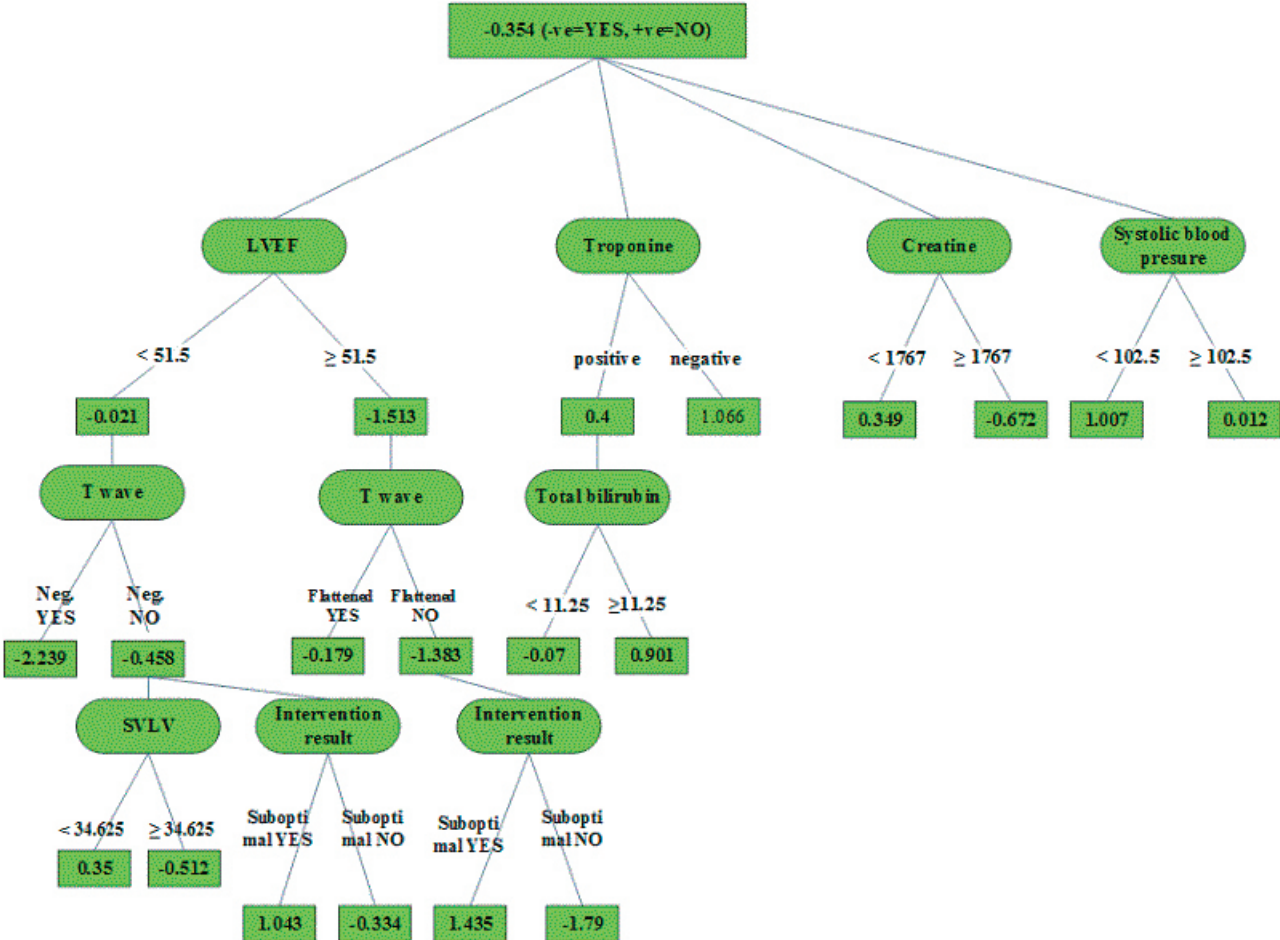 -0.354 (-ve=YES, +ve=NO)
LVEF
Troponine
Creatine
Systolic blood
presure
< 51.5
≥ 51.5
positive
negative
< 1767
≥ 1767
< 102.5
≥ 102.5
-0.021
-1.513
0.4
1.066
0.349
-0.672
1.007
0.012
T wave
T wave
Total bilirubin
Neg.
YES
Neg.
NO
Flattened
YES
Flattened
NO
< 11.25
≥11.25
-2.239
-0.458
-0.179
-1.383
-0.07
0.901
SVLV
Intervention
result
Intervention
result
< 34.625
≥ 34.625
Subopti
mal YES
Subopti
mal NO
Subopti
mal YES
Subopti
mal NO
0.35
-0.512
1.043
-0.334
1.435
-1.79